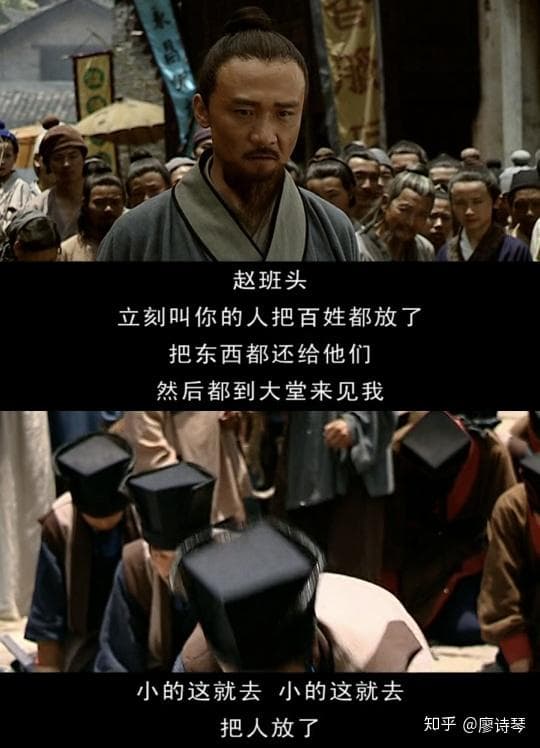 赵班头
立刻叫你的人把百姓都放了
把东西都还给他们
然后都到大堂来见我
小的这就去 小的这就去
把人放了
知乎 @廖诗琴